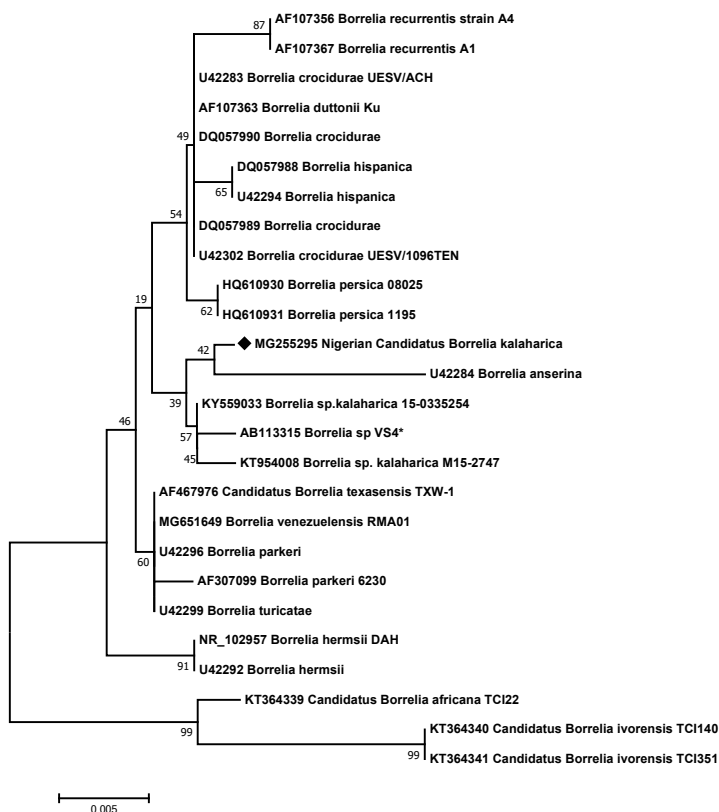 AF107356 Borrelia recurrentis strain A4
87
AF107367 Borrelia recurrentis A1
U42283 Borrelia crocidurae UESV/ACH
AF107363 Borrelia duttonii Ku
49
DQ057990 Borrelia crocidurae
DQ057988 Borrelia hispanica
65
U42294 Borrelia hispanica
54
DQ057989 Borrelia crocidurae
U42302 Borrelia crocidurae UESV/1096TEN
HQ610930 Borrelia persica 08025
62
HQ610931 Borrelia persica 1195
19
MG255295 Nigerian Candidatus Borrelia kalaharica
42
U42284 Borrelia anserina
39
KY559033 Borrelia sp.kalaharica 15-0335254
57
AB113315 Borrelia sp VS4*
45
KT954008 Borrelia sp. kalaharica M15-2747
46
AF467976 Candidatus Borrelia texasensis TXW-1
MG651649 Borrelia venezuelensis RMA01
U42296 Borrelia parkeri
60
AF307099 Borrelia parkeri 6230
U42299 Borrelia turicatae
NR_102957 Borrelia hermsii DAH
91
U42292 Borrelia hermsii
KT364339 Candidatus Borrelia africana TCI22
99
KT364340 Candidatus Borrelia ivorensis TCI140
99
KT364341 Candidatus Borrelia ivorensis TCI351
0.005